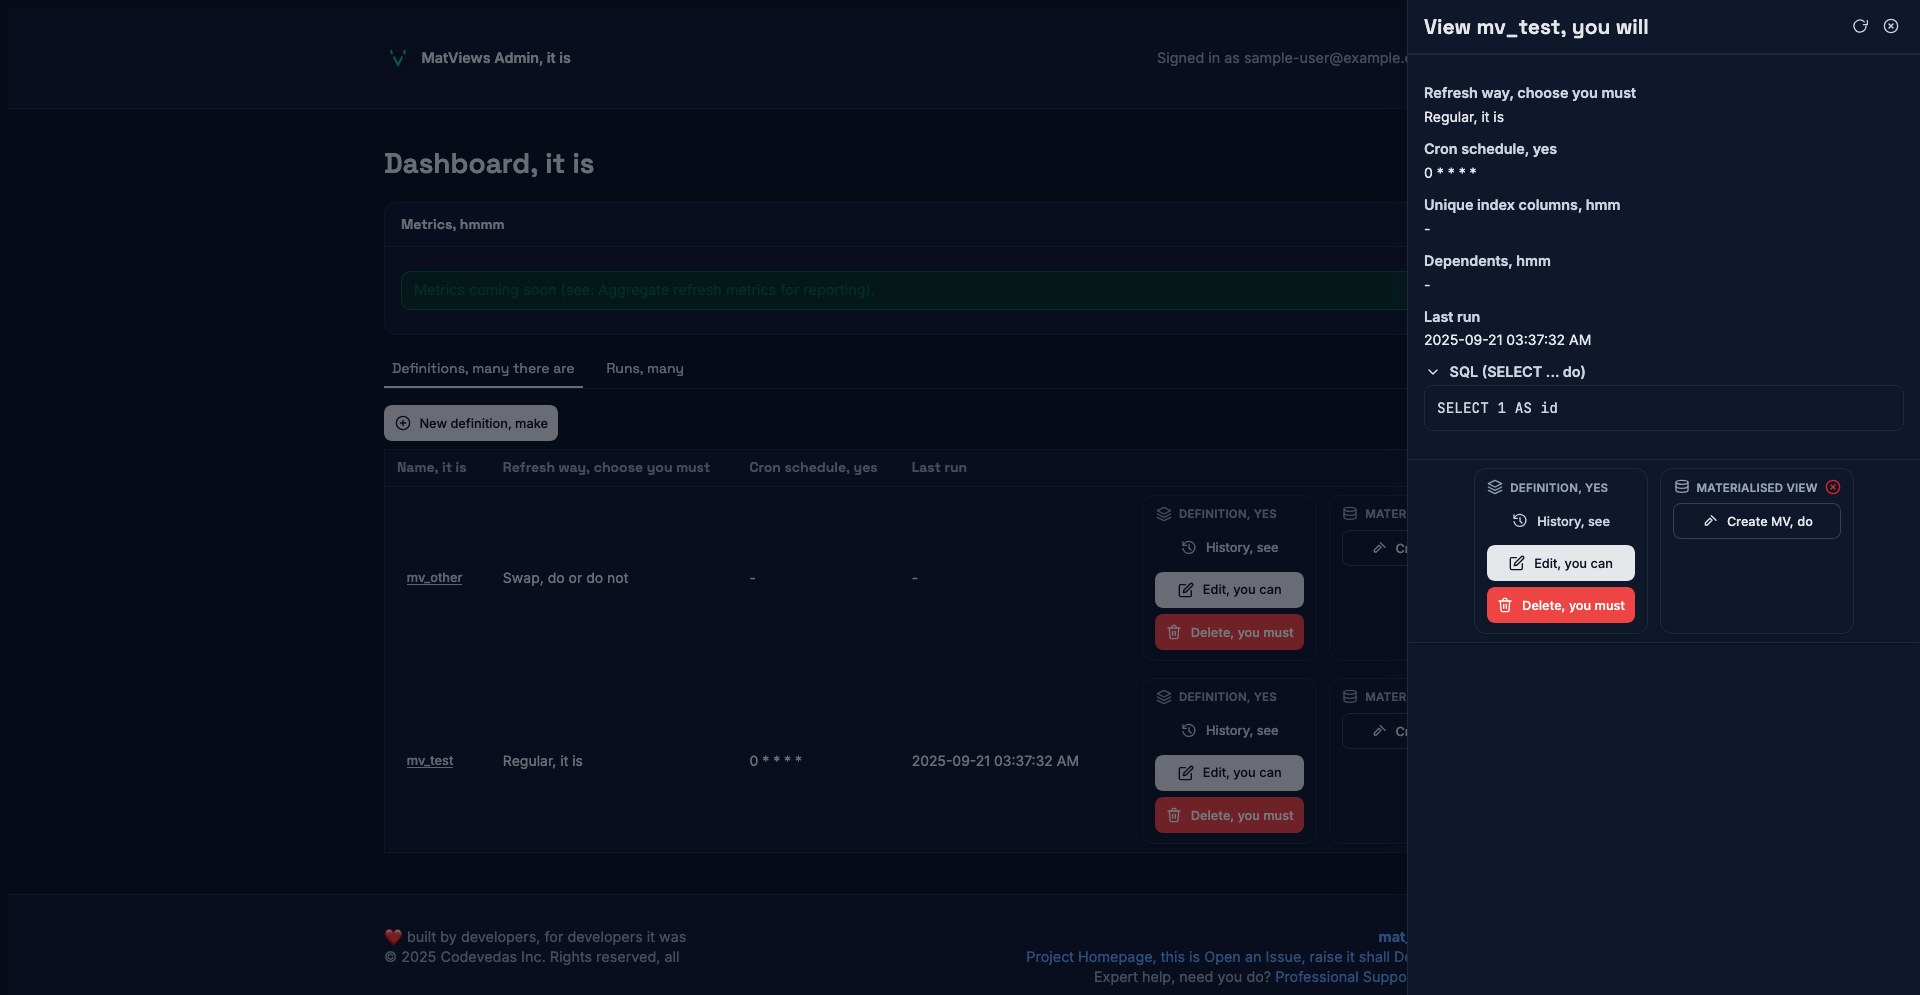 MatViews Admin, it is
Signed in as sample-user@example.
Dashboard, it is
Metrics, hmmm
Metrics coming soon (see: Aggregate refresh metrics for reporting).
Definitions, many there are
Runs, many
New definition, make
Name, it is
Refresh way, choose you must
Cron schedule, yes
Last run
mv_other
Swap, do or do not
-
-
DEFINITION, YES
History, see
Edit, you can
Delete, you must
MATER
mv_test
Regular, it is
0 * * * *
2025-09-21 03:37:32 AM
DEFINITION, YES
History, see
Edit, you can
Delete, you must
MATER
❤️ built by developers, for developers it was
© 2025 Codevedas Inc. Rights reserved, all
mat
Project Homepage, this is Open an Issue, raise it shall
Expert help, need you do? Professional Suppo
View mv_test, you will
Refresh way, choose you must
Regular, it is
Cron schedule, yes
0 * * * *
Unique index columns, hmm
-
Dependents, hmm
-
Last run
2025-09-21 03:37:32 AM
SQL (SELECT ... do)
SELECT 1 AS id
DEFINITION, YES
History, see
Edit, you can
Delete, you must
MATERIALISED VIEW
Create MV, do